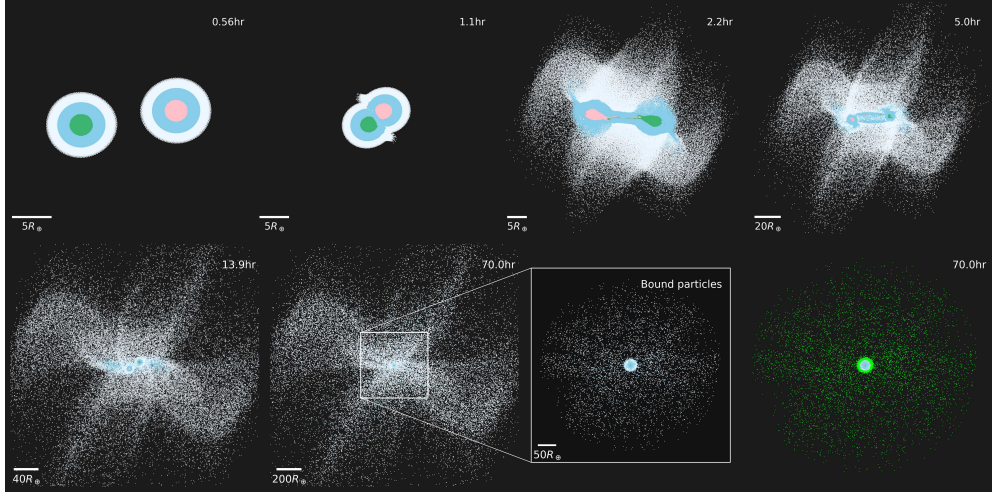 0.56hr
5R⊕
1.1hr
5R⊕
2.2hr
5R⊕
5.0hr
20R⊕
13.9hr
40R⊕
70.0hr
200R⊕
Bound particles
50R⊕
70.0hr